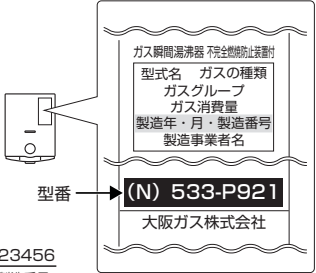 ガス瞬間湯沸器 不完全燃焼防止装置付
型式名 ガスの種類
ガスグループ
ガス消費量
製造年・月・製造番号
製造事業者名
型番
(N) 533-P921
大阪ガス株式会社
23456